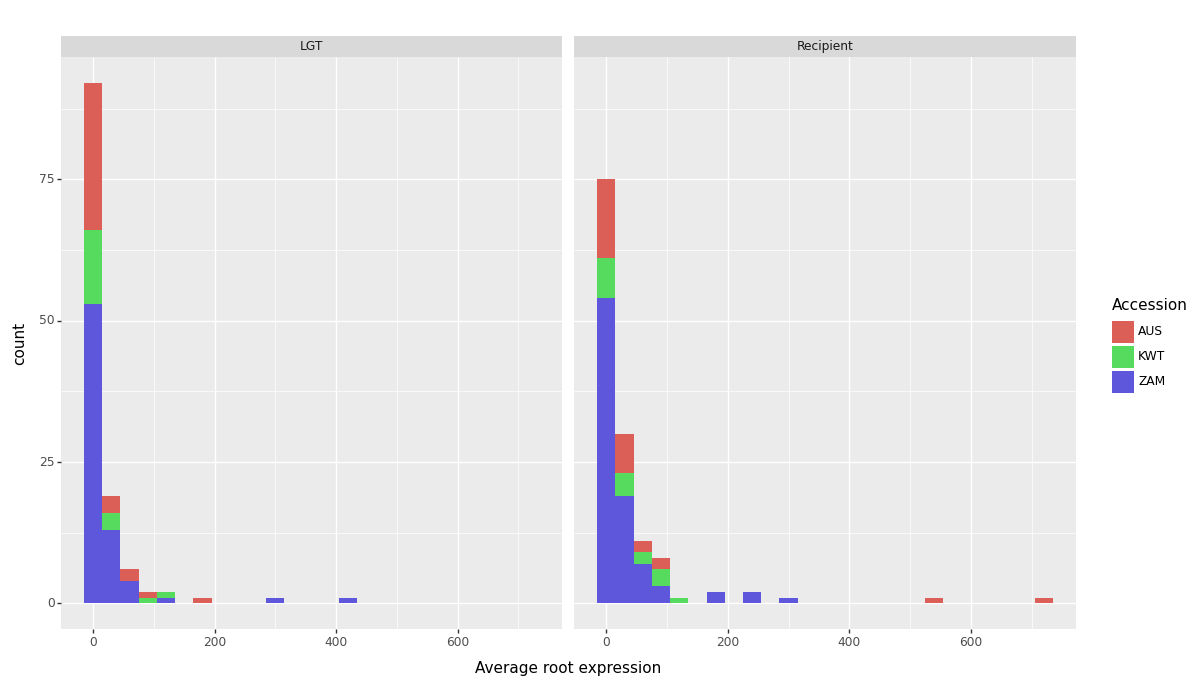 LGT
Recipient
75
50
25
0
count
0 200 400 600
0 200 400 600
Average root expression
Accession
AUS
KWT
ZAM